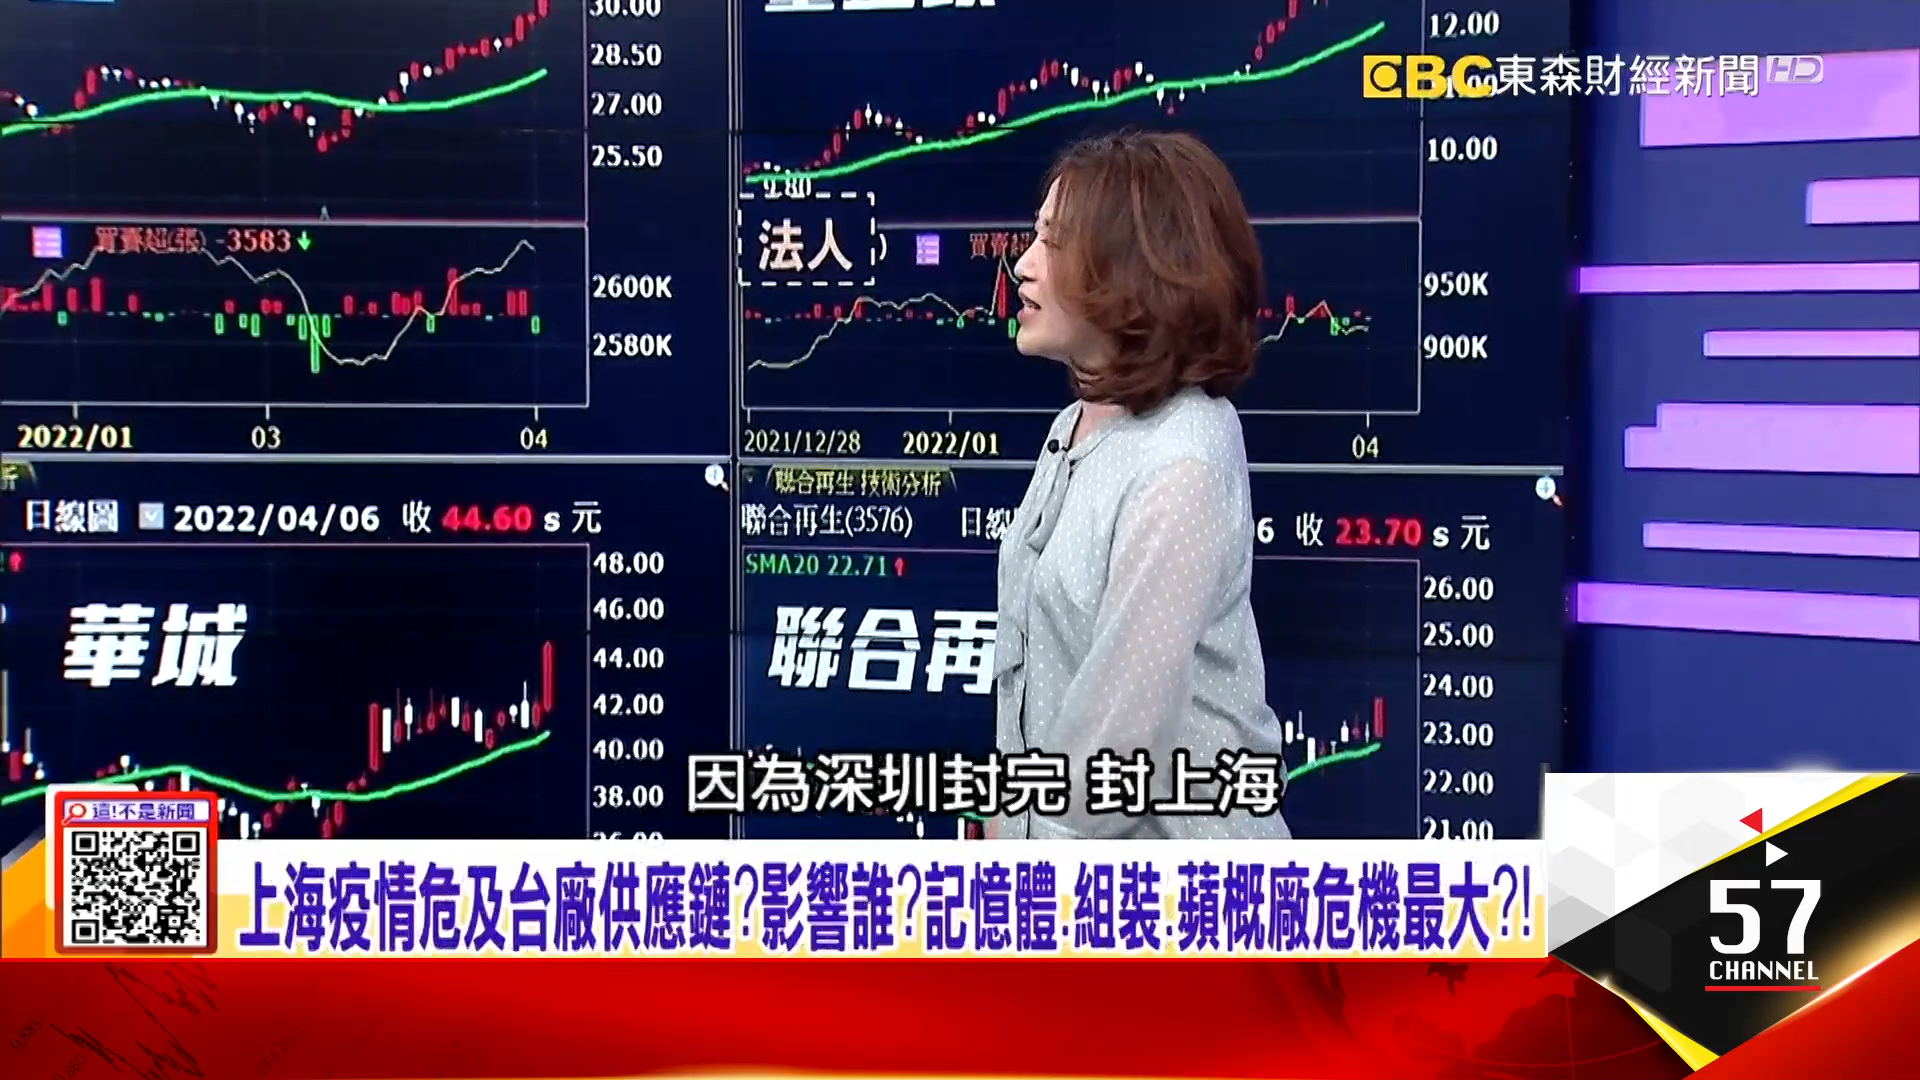 30.00
28.50
27.00
25.50
12.00
10.00
EBC東森財經新聞HD
9.80
法人
買賣超(張) -3583
2600K
2580K
950K
900K
2022/01
03
04
2021/12/28
2022/01
04
日線圖 2022/04/06 收 44.60 s 元
聯合再生 技術分析
聯合再生(3576)
6 收 23.70 s 元
SMA20 22.71
華城
聯合再
48.00
46.00
44.00
42.00
40.00
38.00
26.00
25.00
24.00
23.00
22.00
21.00
因為深圳封完 封上海
這!不是新聞
上海疫情危及台廠供應鏈?影響誰?記憶體.組裝.蘋概廠危機最大?!
57
CHANNEL